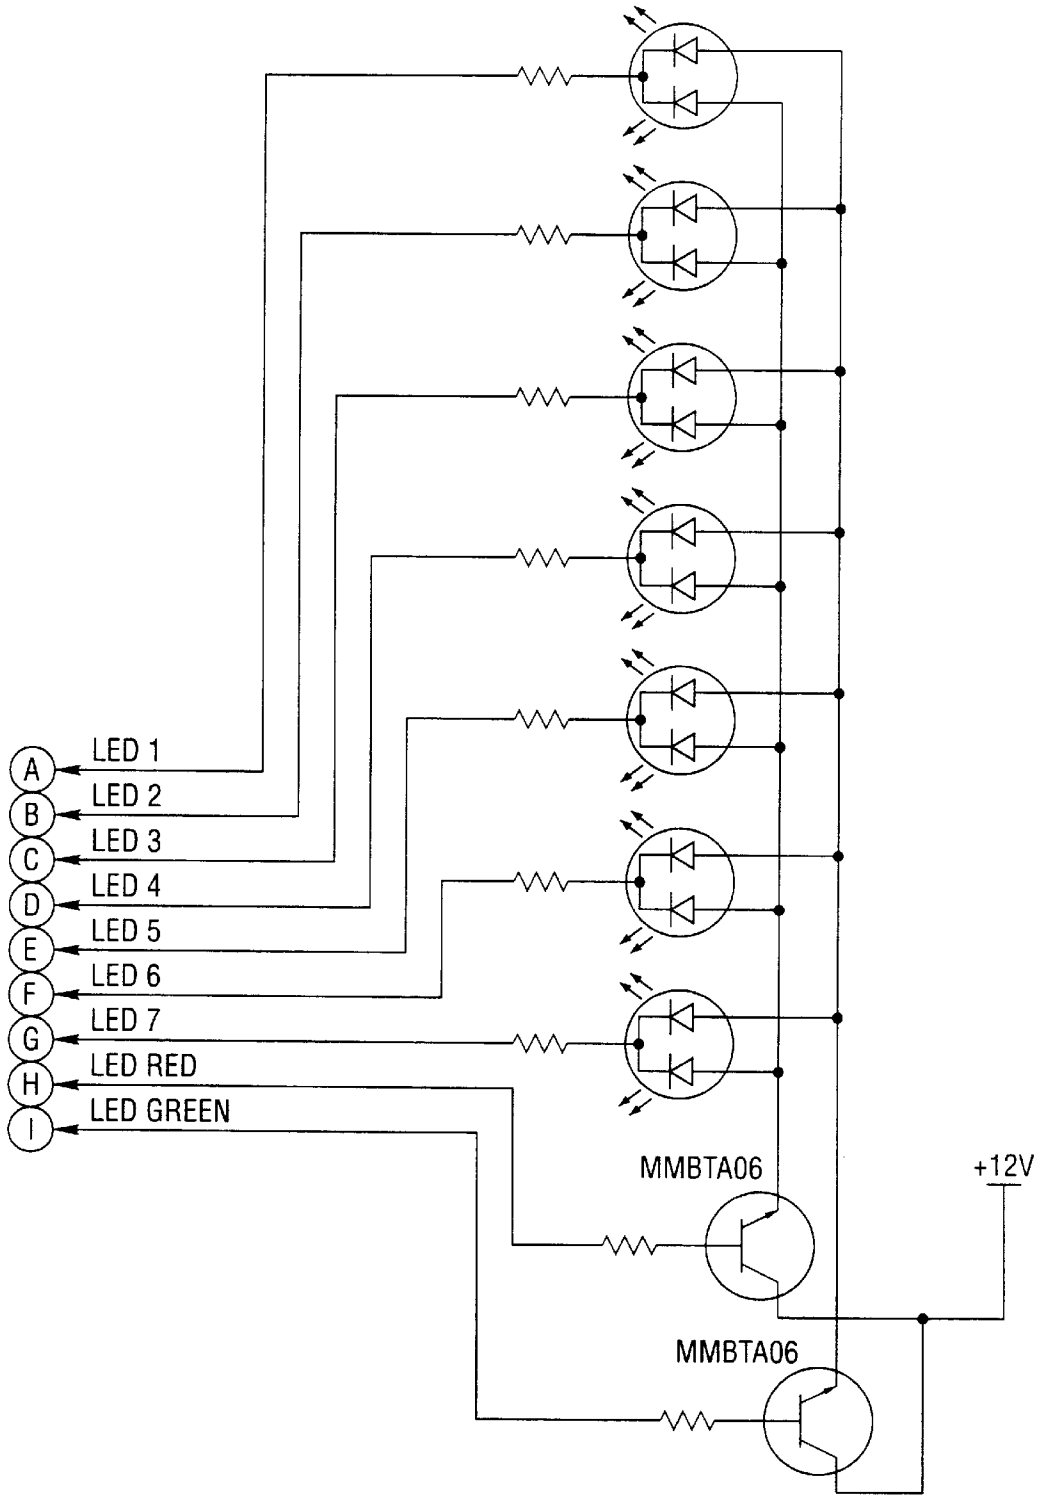 LED 1
A
LED 2
B
LED 3
C
LED 4
D
LED 5
E
LED 6
F
LED 7
G
LED RED
H
LED GREEN
I
MMBTA06
+12V
MMBTA06